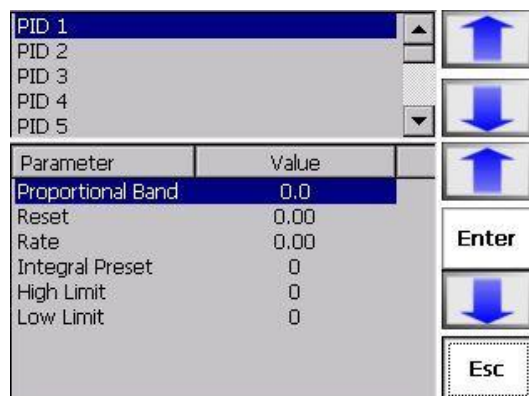 PID 1
PID 2
PID 3
PID 4
PID 5
Parameter Value
Proportional Band 0.0
Reset 0.00
Rate 0.00
Integral Preset 0
High Limit 0
Low Limit 0
Enter
Esc